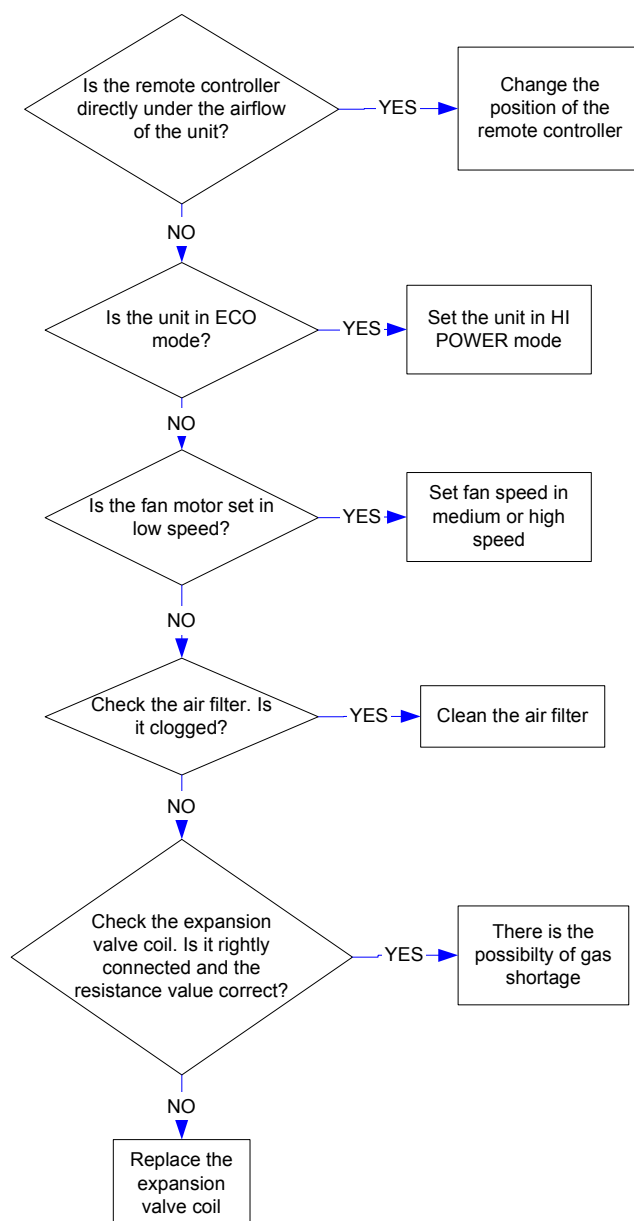 Is the remote controller
directly under the airflow
of the unit?
YES
Change the
position of the
remote controller
NO
Is the unit in ECO
mode?
YES
Set the unit in HI
POWER mode
NO
Is the fan motor set in
low speed?
YES
Set fan speed in
medium or high
speed
NO
Check the air filter. Is
it clogged?
YES
Clean the air filter
NO
Check the expansion
valve coil. Is it rightly
connected and the
resistance value correct?
YES
There is the
possibilty of gas
shortage
NO
Replace the
expansion
valve coil